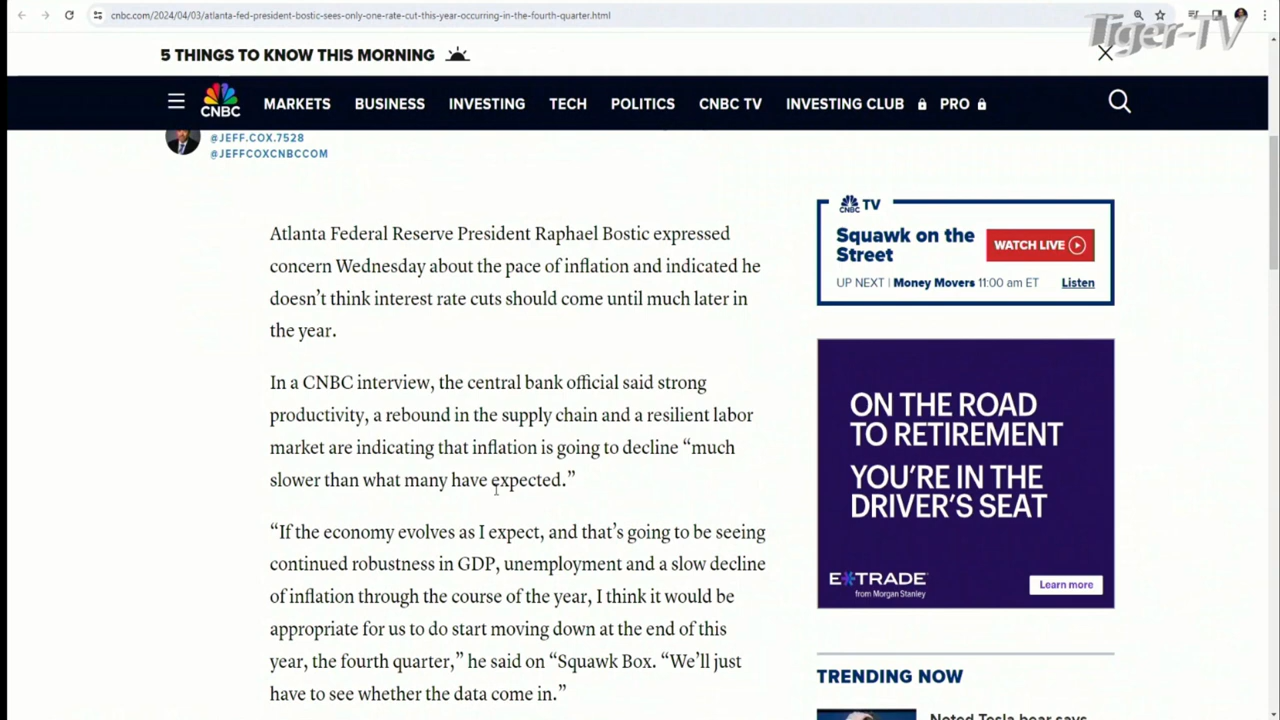 cnbc.com/2024/04/03/atlanta-fed-president-bostic-sees-only-one-rate-cut-this-year-occurring-in-the-fourth-quarter.html
Tiger-TV
5 THINGS TO KNOW THIS MORNING
CNBC
MARKETS BUSINESS INVESTING TECH POLITICS CNBC TV INVESTING CLUB PRO
@JEFF.COX.7528
@JEFFCOXCNBCCOM
Atlanta Federal Reserve President Raphael Bostic expressed
concern Wednesday about the pace of inflation and indicated he
doesn’t think interest rate cuts should come until much later in
the year.
In a CNBC interview, the central bank official said strong
productivity, a rebound in the supply chain and a resilient labor
market are indicating that inflation is going to decline “much
slower than what many have expected.”
“If the economy evolves as I expect, and that’s going to be seeing
continued robustness in GDP, unemployment and a slow decline
of inflation through the course of the year, I think it would be
appropriate for us to do start moving down at the end of this
year, the fourth quarter,” he said on “Squawk Box. “We’ll just
have to see whether the data come in.”
CNBC TV
Squawk on the
Street
WATCH LIVE
UP NEXT | Money Movers 11:00 am ET
Listen
ON THE ROAD
TO RETIREMENT
YOU’RE IN THE
DRIVER’S SEAT
E*TRADE
from Morgan Stanley
Learn more
TRENDING NOW
Noted Tesla bear says